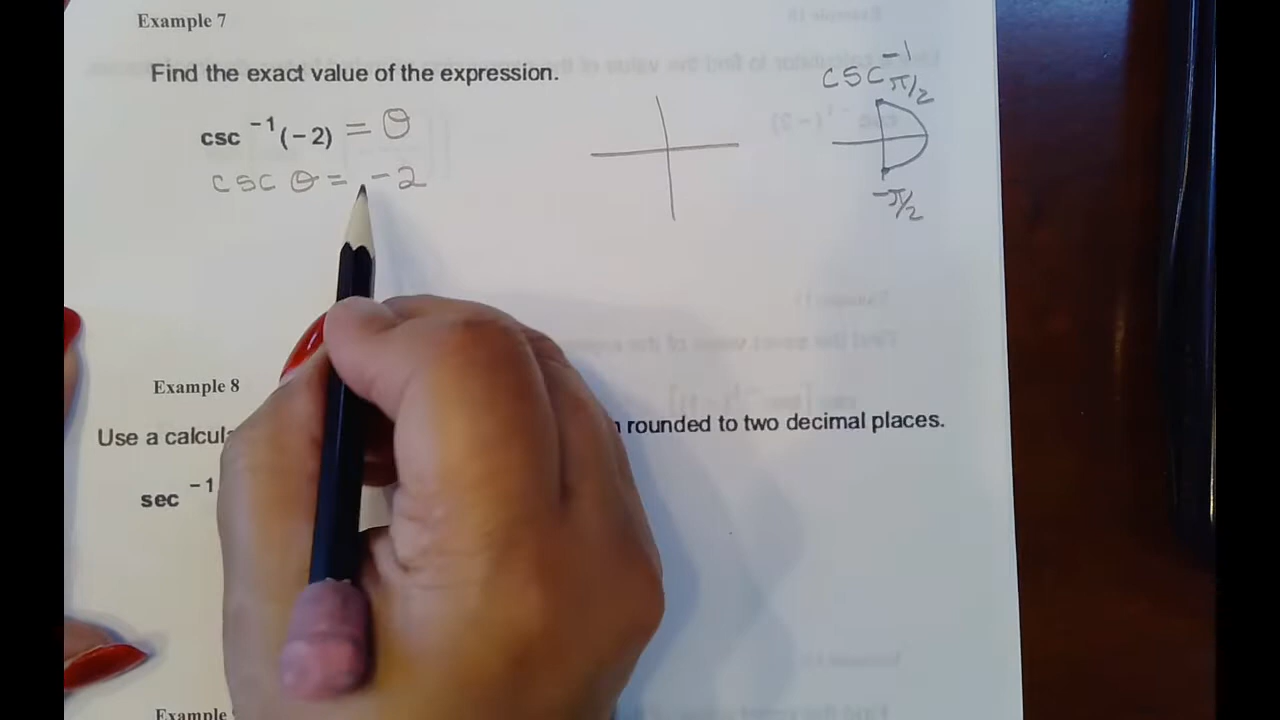 Example 7
Find the exact value of the expression.
csc⁻¹(−2) = θ
csc θ = −2
csc⁻¹
π/2
−π/2
Example 8
Use a calcul
rounded to two decimal places.
sec⁻¹
Example